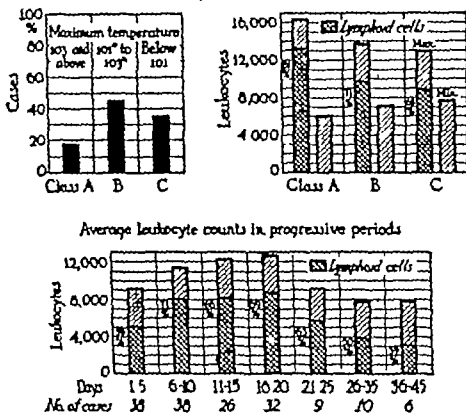 100 %
Maximum temperature
103 and above
101° to 103°
Below 101
80
60
40
20
0
Cases
Class A B C
16,000
12,000
8,000
4,000
0
Leukocytes
Lymphoid cells
Max.
Min.
Class A B C
Average leukocyte counts in progressive periods
12,000
8,000
4,000
0
Leukocytes
Lymphoid cells
Days 1-5 6-10 11-15 16-20 21-25 26-35 36-45
No. of cases 38 38 26 32 9 10 6